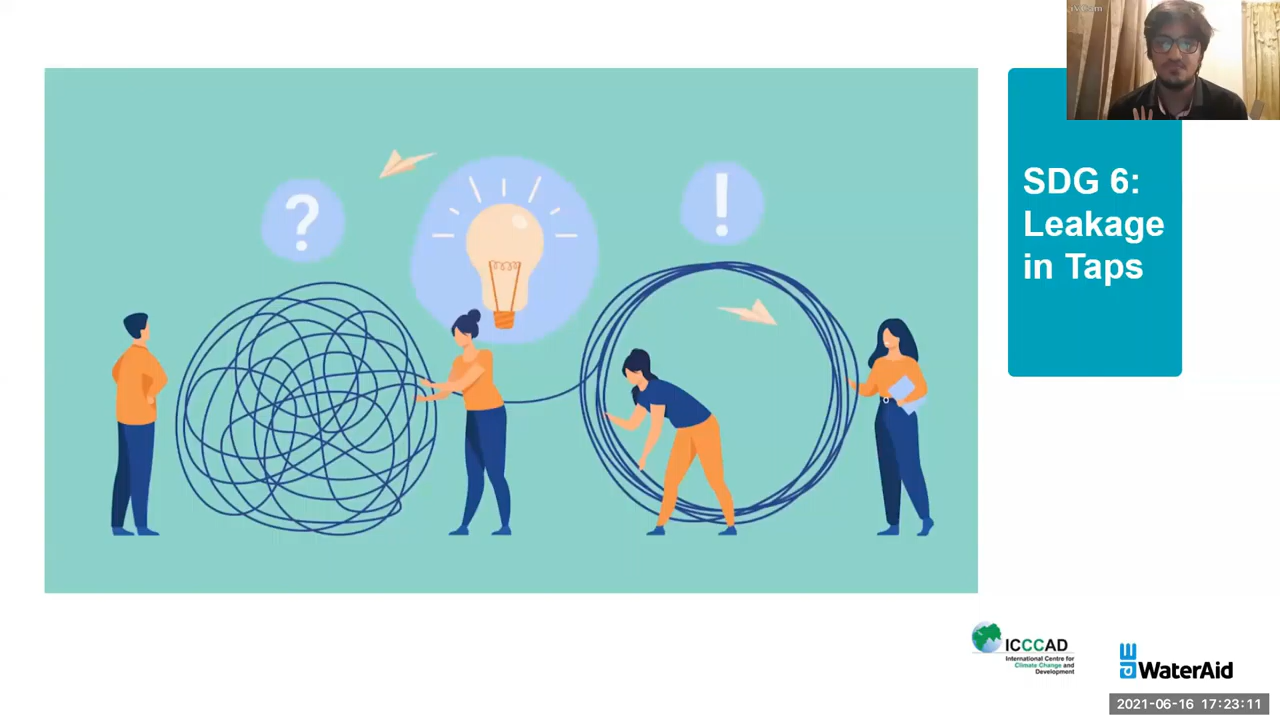 ?
!
SDG 6:
Leakage
in Taps
ICCCAD
International Centre for
Climate Change and
Development
WaterAid
2021-06-16 17:23:11